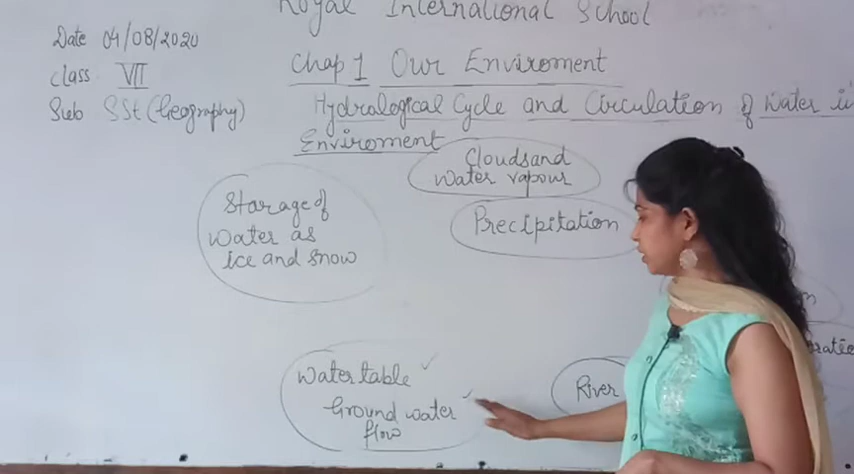 Royal International School
Date 04/08/2020
Class VII
Sub SSt (Geography)
Chap 1 Our Enviroment
Hydralogical Cycle and Circulation of Water in
Enviroment
Clouds and
Water vapour
Precipitation
Starage of
Water as
ice and snow
Water table
Ground water
flow
River